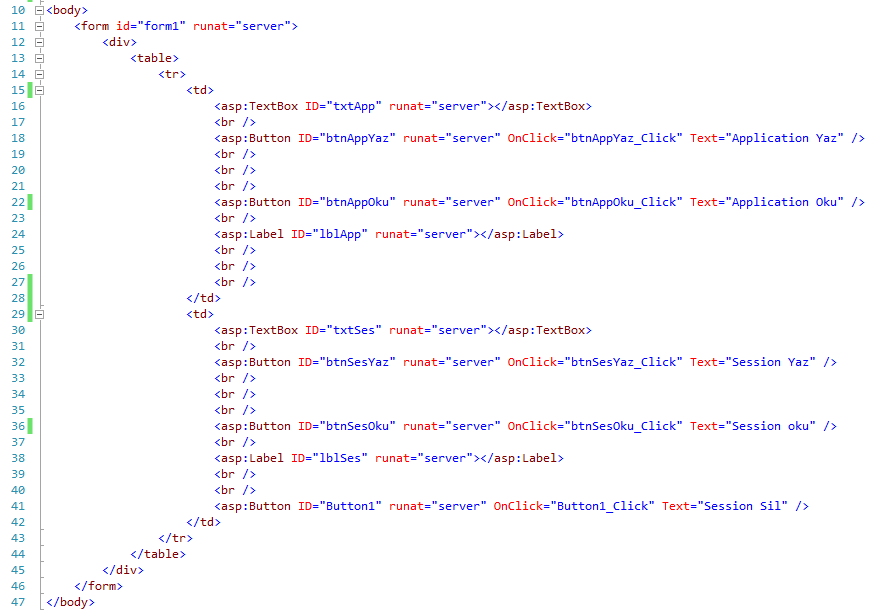 10 <body>
11 <form id="form1" runat="server">
12 <div>
13 <table>
14 <tr>
15 <td>
16 <asp:TextBox ID="txtApp" runat="server"></asp:TextBox>
17 <br />
18 <asp:Button ID="btnAppYaz" runat="server" OnClick="btnAppYaz_Click" Text="Application Yaz" />
19 <br />
20 <br />
21 <br />
22 <asp:Button ID="btnAppOku" runat="server" OnClick="btnAppOku_Click" Text="Application Oku" />
23 <br />
24 <asp:Label ID="lblApp" runat="server"></asp:Label>
25 <br />
26 <br />
27 <br />
28 </td>
29 <td>
30 <asp:TextBox ID="txtSes" runat="server"></asp:TextBox>
31 <br />
32 <asp:Button ID="btnSesYaz" runat="server" OnClick="btnSesYaz_Click" Text="Session Yaz" />
33 <br />
34 <br />
35 <br />
36 <asp:Button ID="btnSesOku" runat="server" OnClick="btnSesOku_Click" Text="Session oku" />
37 <br />
38 <asp:Label ID="lblSes" runat="server"></asp:Label>
39 <br />
40 <br />
41 <asp:Button ID="Button1" runat="server" OnClick="Button1_Click" Text="Session Sil" />
42 </td>
43 </tr>
44 </table>
45 </div>
46 </form>
47 </body>